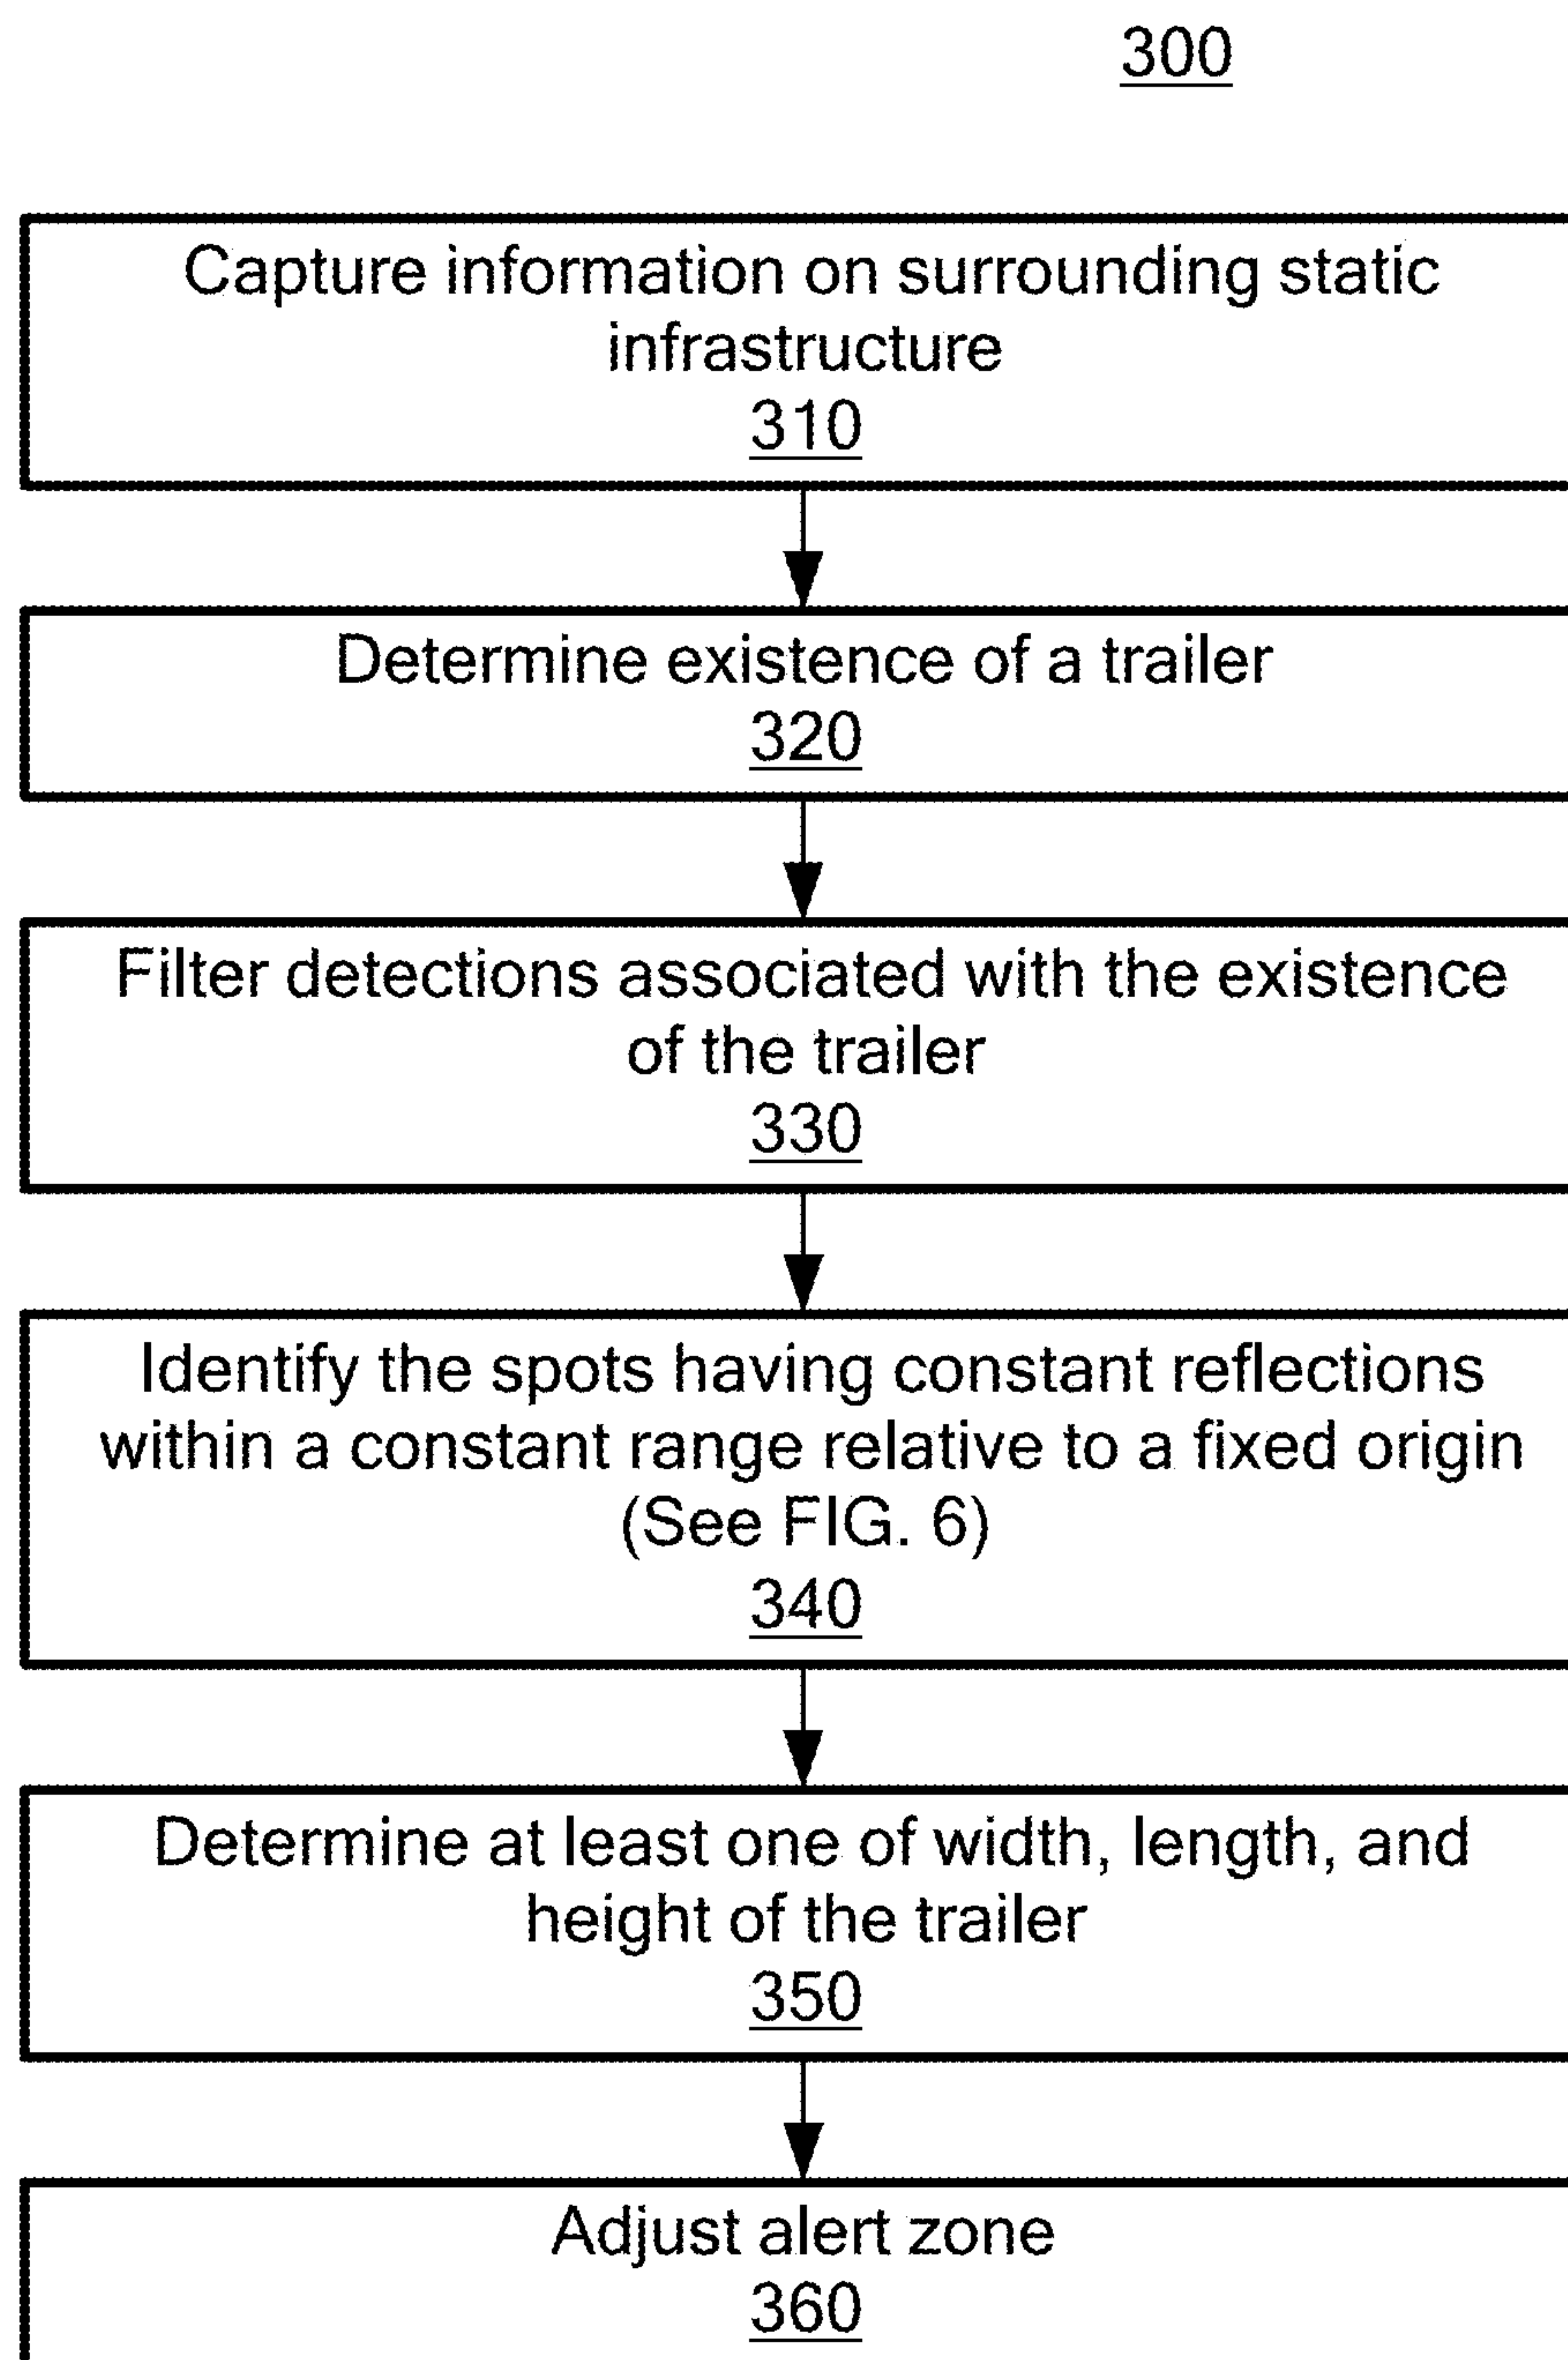 300
Capture information on surrounding static
infrastructure
310
Determine existence of a trailer
320
Filter detections associated with the existence
of the trailer
330
Identify the spots having constant reflections
within a constant range relative to a fixed origin
(See FIG. 6)
340
Determine at least one of width, length, and
height of the trailer
350
Adjust alert zone
360